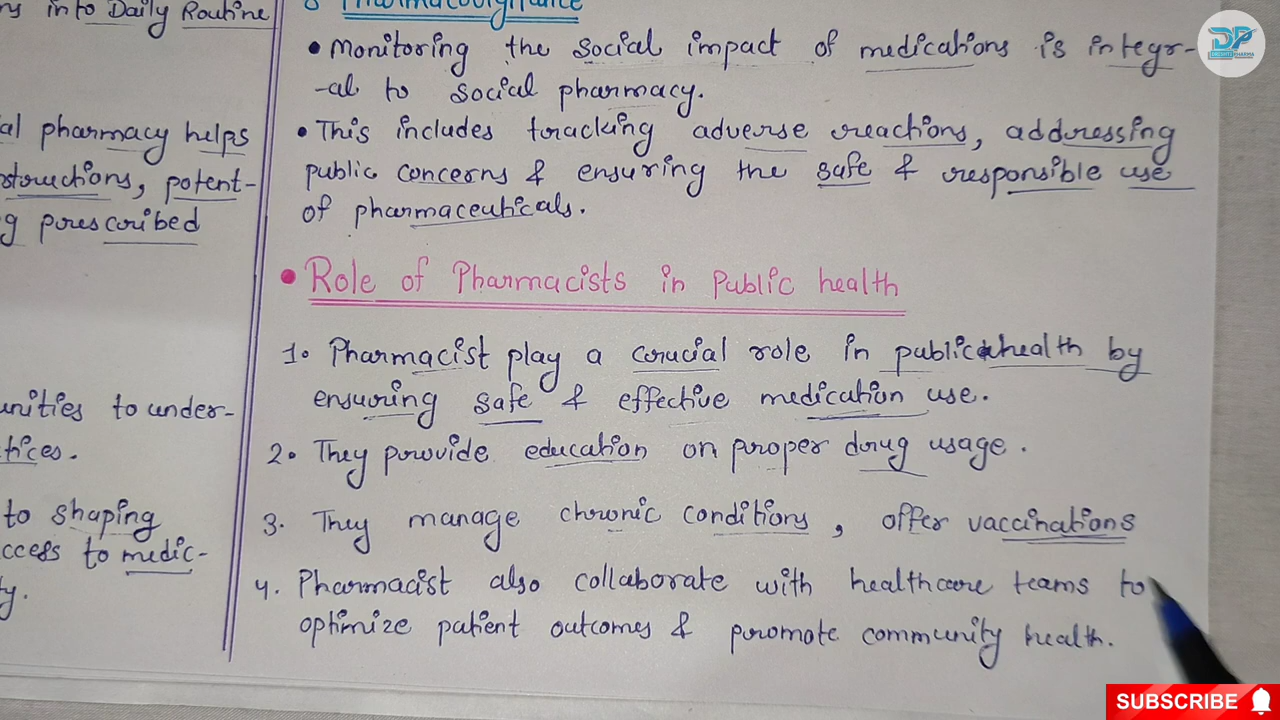 into Daily Routine
al pharmacy helps
structions, potent-
g prescribed
unities to under-
tices.
to shaping
ccess to medic-
ty.
8 Pharmacovigilance
• Monitoring the social impact of medications is integr-
-al to social pharmacy.
• This includes tracking adverse reactions, addressing
public concerns & ensuring the safe & responsible use
of pharmaceuticals.
• Role of Pharmacists in Public health
1. Pharmacist play a crucial role in public health by
ensuring safe & effective medication use.
2. They provide education on proper drug usage.
3. They manage chronic conditions, offer vaccinations
4. Pharmacist also collaborate with healthcare teams to
optimize patient outcomes & promote community health.
DP
PHARMA
SUBSCRIBE